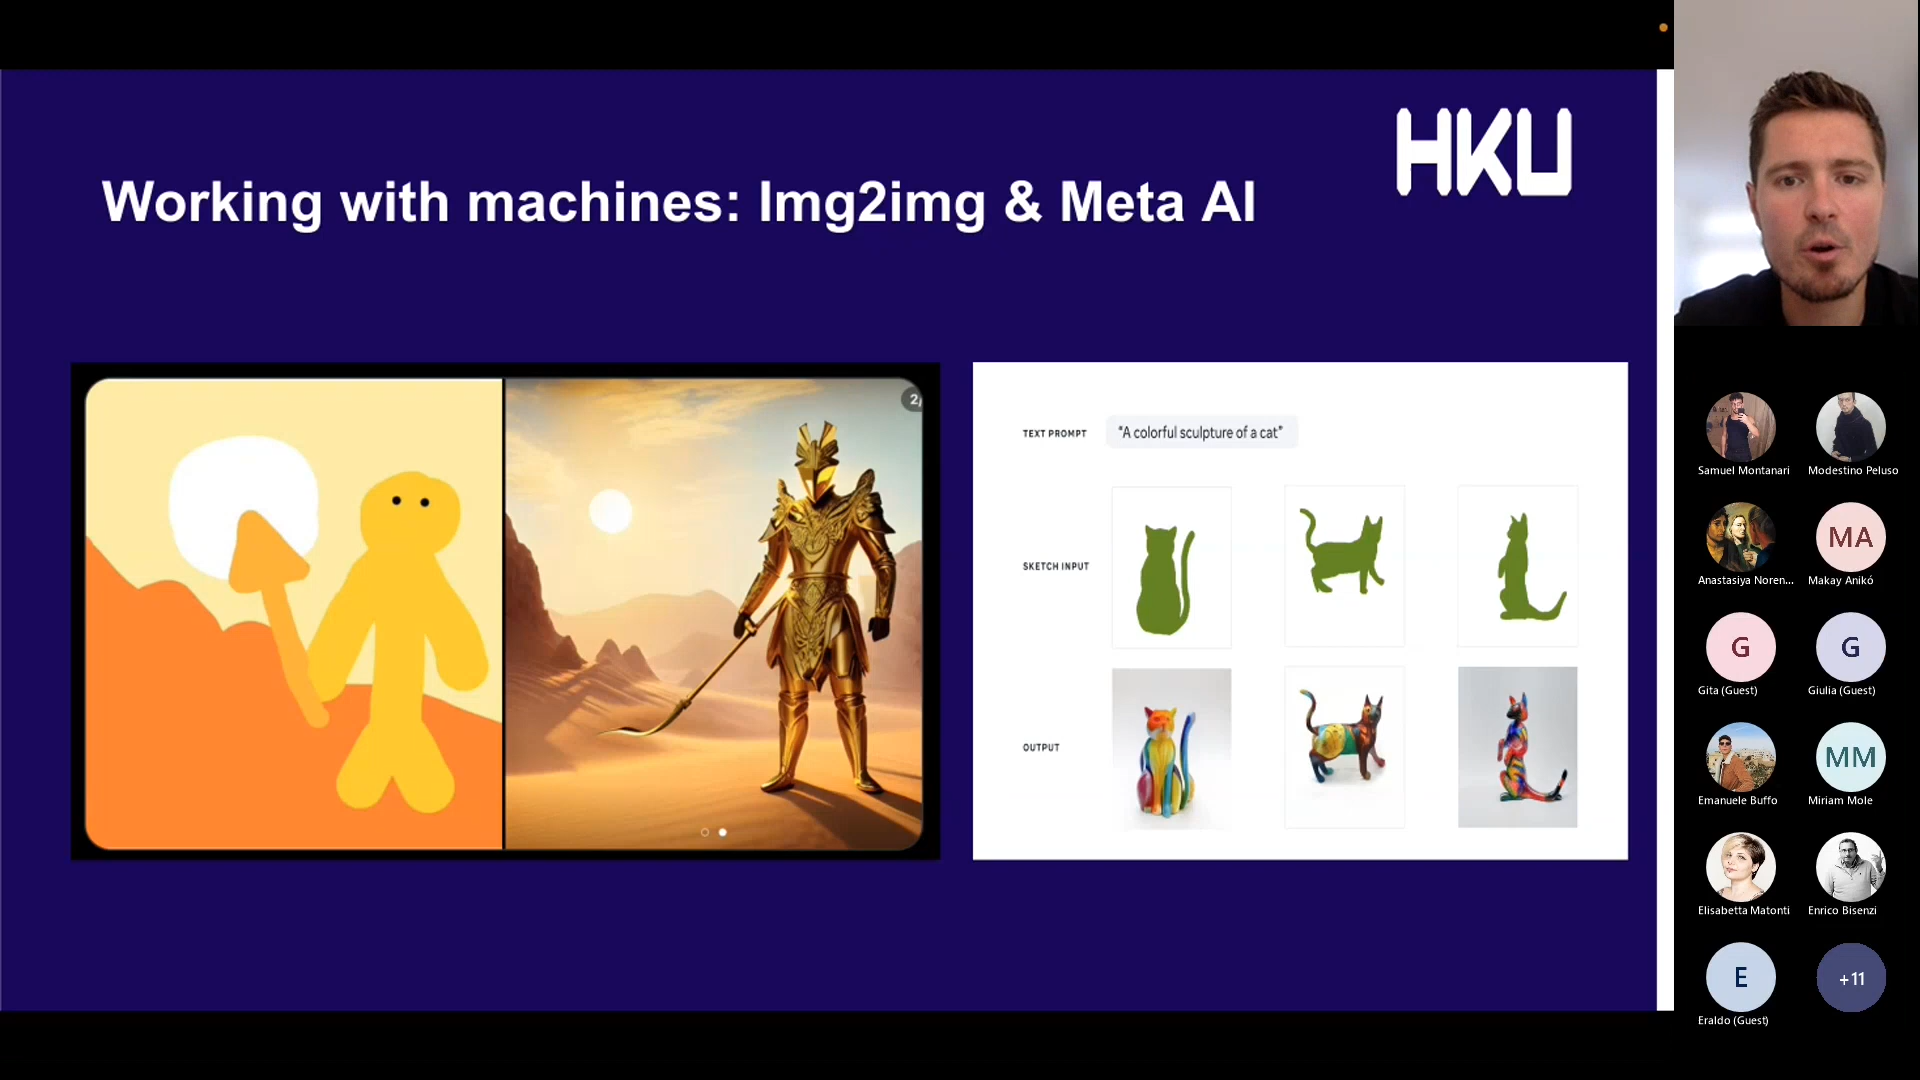 HKU
Working with machines: Img2img & Meta AI
2/
TEXT PROMPT
"A colorful sculpture of a cat"
SKETCH INPUT
OUTPUT
Samuel Montanari
Modestino Peluso
MA
Anastasiya Noren...
Makay Anikó
G
G
Gita (Guest)
Giulia (Guest)
MM
Emanuele Buffo
Miriam Mole
Elisabetta Matonti
Enrico Bisenzi
E
+11
Eraldo (Guest)